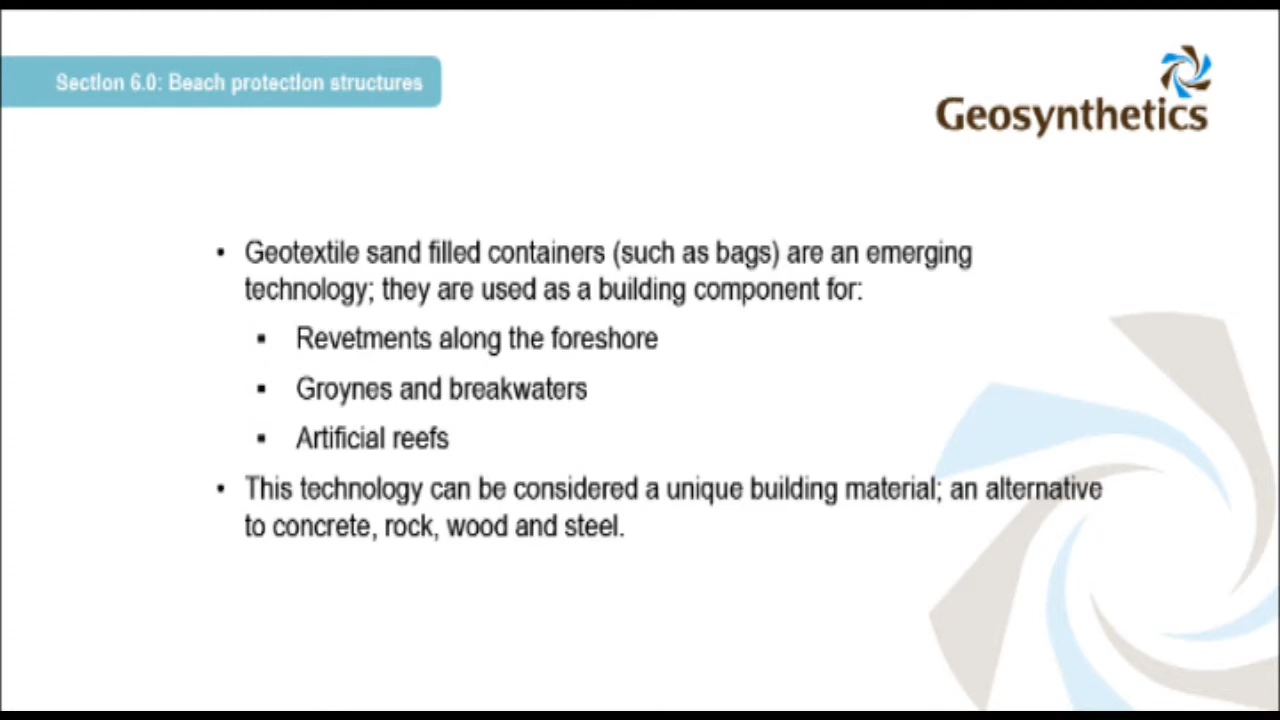 Section 6.0: Beach protection structures
Geosynthetics
• Geotextile sand filled containers (such as bags) are an emerging
technology; they are used as a building component for:
▪ Revetments along the foreshore
▪ Groynes and breakwaters
▪ Artificial reefs
• This technology can be considered a unique building material; an alternative
to concrete, rock, wood and steel.